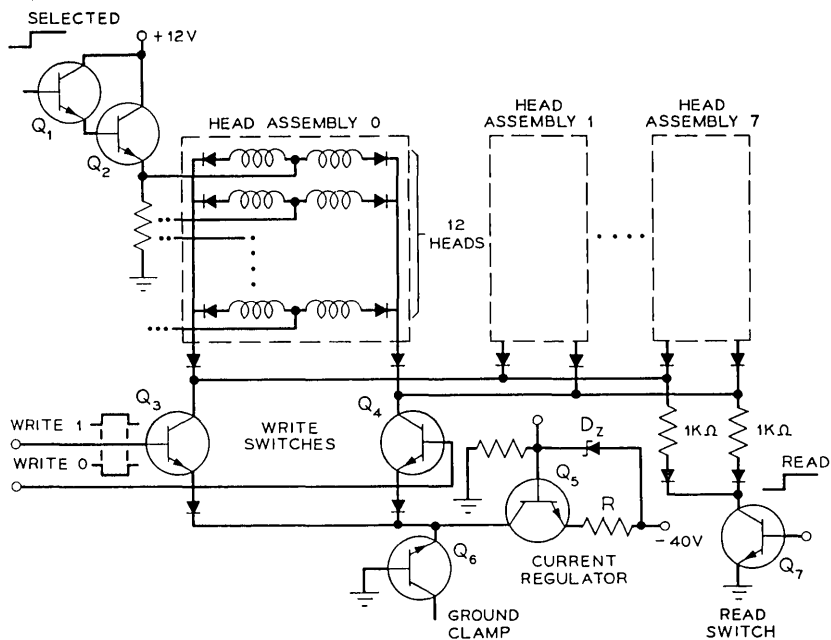 SELECTED
+12V
Q1
Q2
HEAD ASSEMBLY 0
HEAD
ASSEMBLY 1
HEAD
ASSEMBLY 7
12
HEADS
Q3
Q4
WRITE 1
WRITE 0
WRITE
SWITCHES
DZ
Q5
R
-40V
1KΩ
1KΩ
READ
Q6
CURRENT
REGULATOR
Q7
GROUND
CLAMP
READ
SWITCH